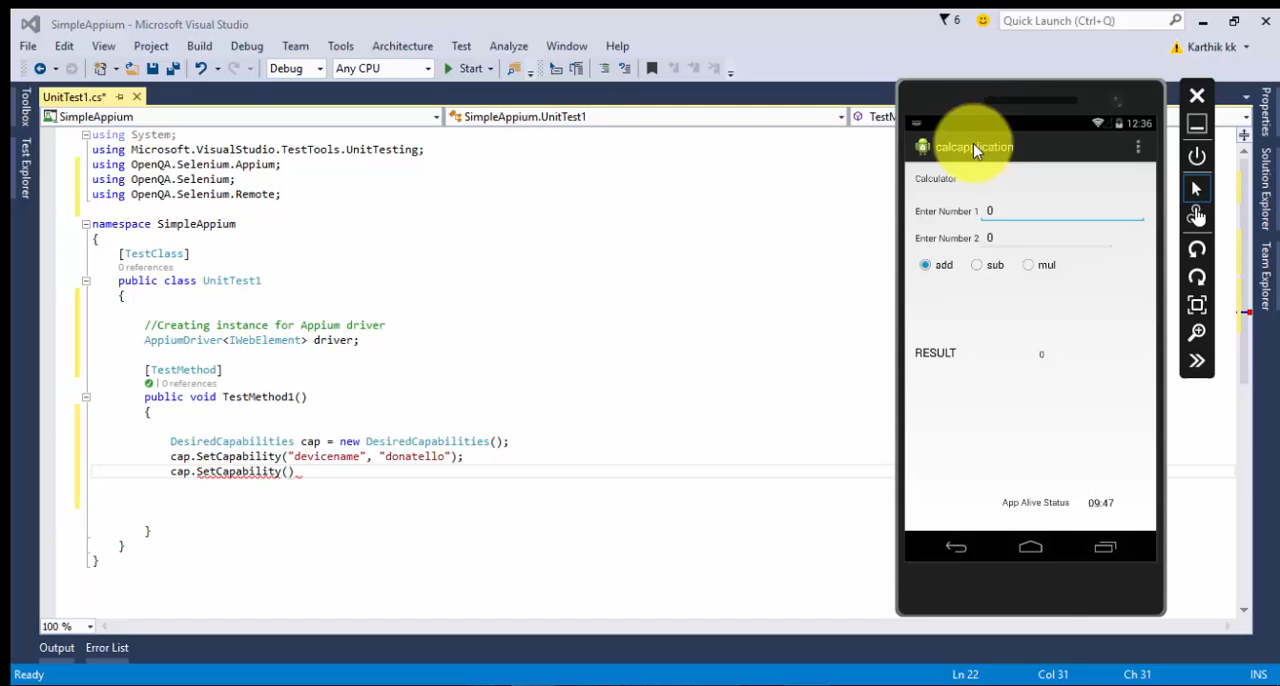 SimpleAppium - Microsoft Visual Studio
6
Quick Launch (Ctrl+Q)
File Edit View Project Build Debug Team Tools Architecture Test Analyze Window Help
Karthik kk
Debug Any CPU Start
UnitTest1.cs*
SimpleAppium SimpleAppium.UnitTest1 TestM
Toolbox
Test Explorer
using System;
using Microsoft.VisualStudio.TestTools.UnitTesting;
using OpenQA.Selenium.Appium;
using OpenQA.Selenium;
using OpenQA.Selenium.Remote;
namespace SimpleAppium
{
[TestClass]
0 references
public class UnitTest1
{
//Creating instance for Appium driver
AppiumDriver<IWebElement> driver;
[TestMethod]
0 references
public void TestMethod1()
{
DesiredCapabilities cap = new DesiredCapabilities();
cap.SetCapability("devicename", "donatello");
cap.SetCapability()
}
}
}
12:36
calcapplication
Calculator
Enter Number 1 0
Enter Number 2 0
add sub mul
RESULT 0
App Alive Status 09:47
Properties
Solution Explorer
Team Explorer
100 %
Output Error List
Ready Ln 22 Col 31 Ch 31 INS